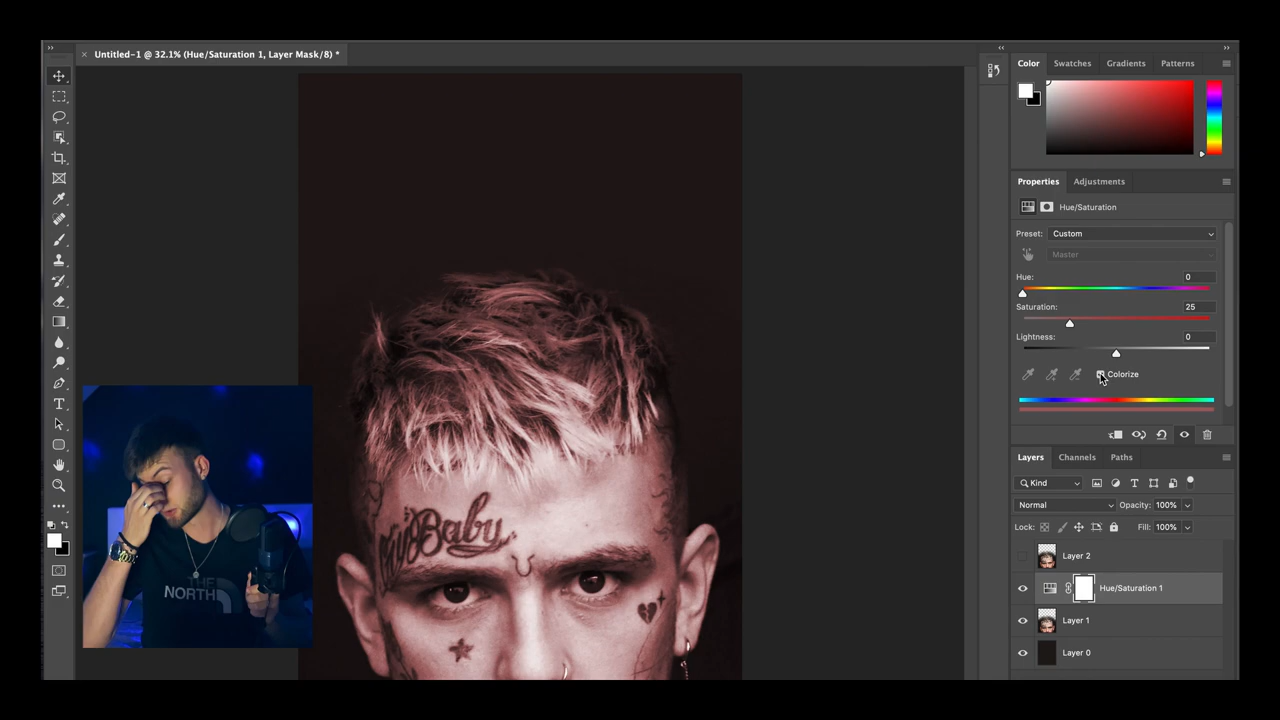 Untitled-1 @ 32.1% (Hue/Saturation 1, Layer Mask/8) *
Color Swatches Gradients Patterns
Properties Adjustments
Hue/Saturation
Preset: Custom
Master
Hue: 0
Saturation: 25
Lightness: 0
Colorize
Layers Channels Paths
Kind
Normal Opacity: 100%
Lock: Fill: 100%
Layer 2
Hue/Saturation 1
Layer 1
Layer 0
Baby
THE
NORTH